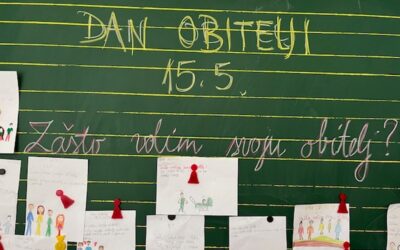 DAN OBITELJI
15.5.
Zašto volim svoju obitelj?